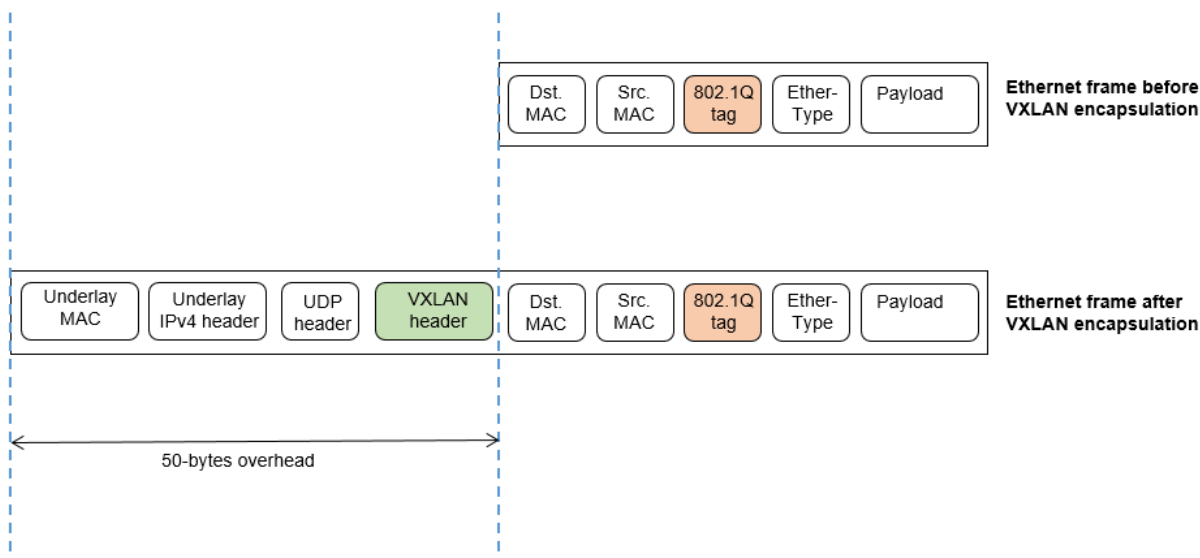 Dst.
MAC
Src.
MAC
802.1Q
tag
Ether-
Type
Payload
Ethernet frame before
VXLAN encapsulation
Underlay
MAC
Underlay
IPv4 header
UDP
header
VXLAN
header
Dst.
MAC
Src.
MAC
802.1Q
tag
Ether-
Type
Payload
Ethernet frame after
VXLAN encapsulation
50-bytes overhead